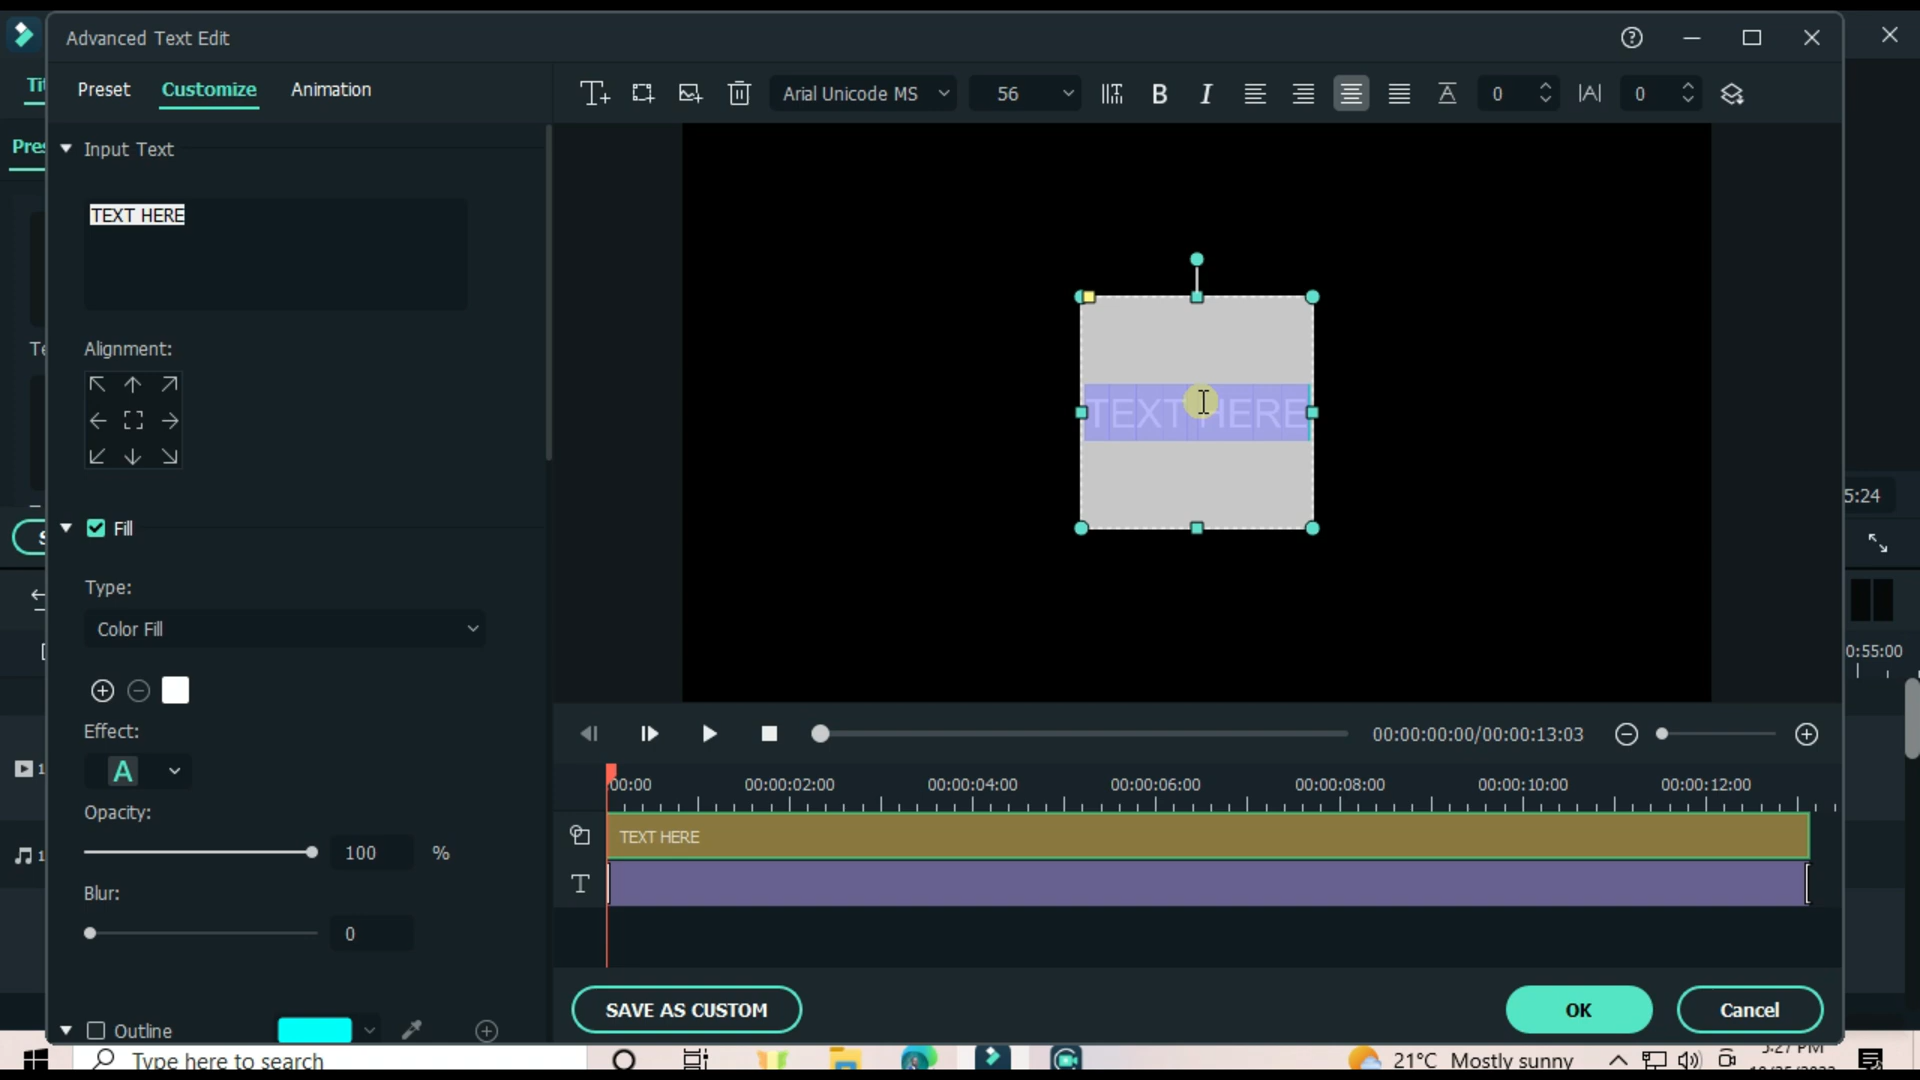 Advanced Text Edit
Preset
Customize
Animation
Arial Unicode MS
56
B
I
0
0
Input Text
TEXT HERE
Alignment:
Fill
Type:
Color Fill
Effect:
A
Opacity:
100
%
Blur:
0
Outline
TEXT HERE
00:00:00:00/00:00:13:03
:00:00
00:00:02:00
00:00:04:00
00:00:06:00
00:00:08:00
00:00:10:00
00:00:12:00
TEXT HERE
T
SAVE AS CUSTOM
OK
Cancel
5:24
0:55:00
Type here to search
21°C Mostly sunny
5:27 PM